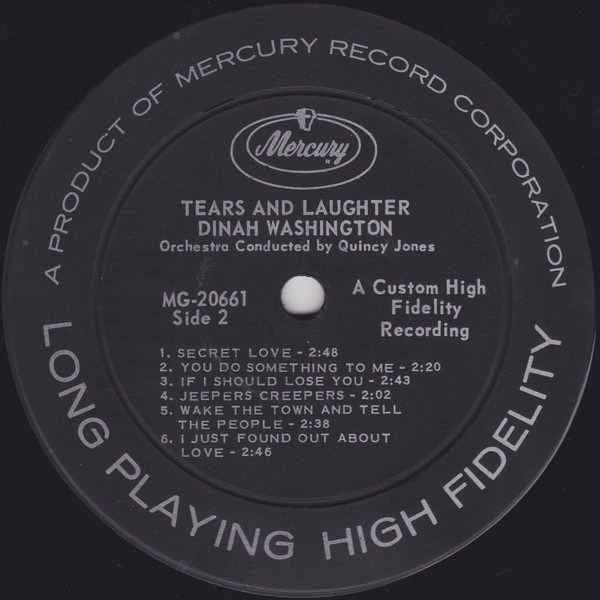 A PRODUCT OF MERCURY RECORD CORPORATION
Mercury
R
TEARS AND LAUGHTER
DINAH WASHINGTON
Orchestra Conducted by Quincy Jones
MG-20661
Side 2
A Custom High
Fidelity
Recording
1. SECRET LOVE - 2:48
2. YOU DO SOMETHING TO ME - 2:20
3. IF I SHOULD LOSE YOU - 2:43
4. JEEPERS CREEPERS - 2:02
5. WAKE THE TOWN AND TELL
THE PEOPLE - 2:38
6. I JUST FOUND OUT ABOUT
LOVE - 2:46
LONG PLAYING HIGH FIDELITY